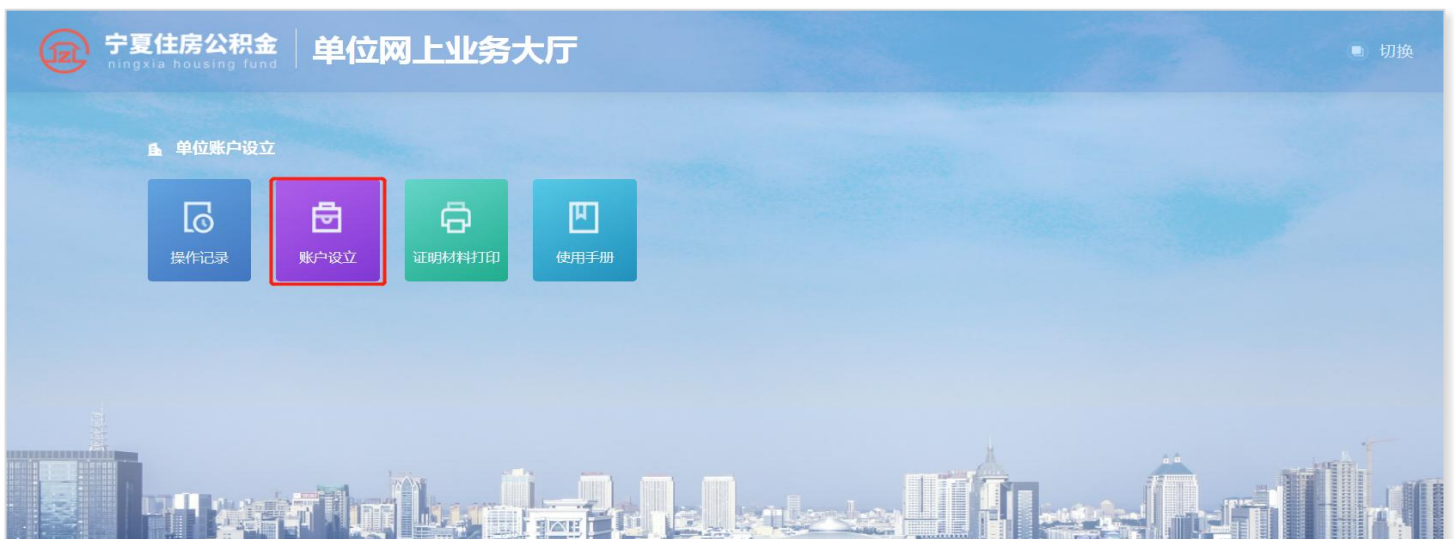 宁夏住房公积金
ningxia housing fund
单位网上业务大厅
切换
单位账户设立
操作记录
账户设立
证明材料打印
使用手册